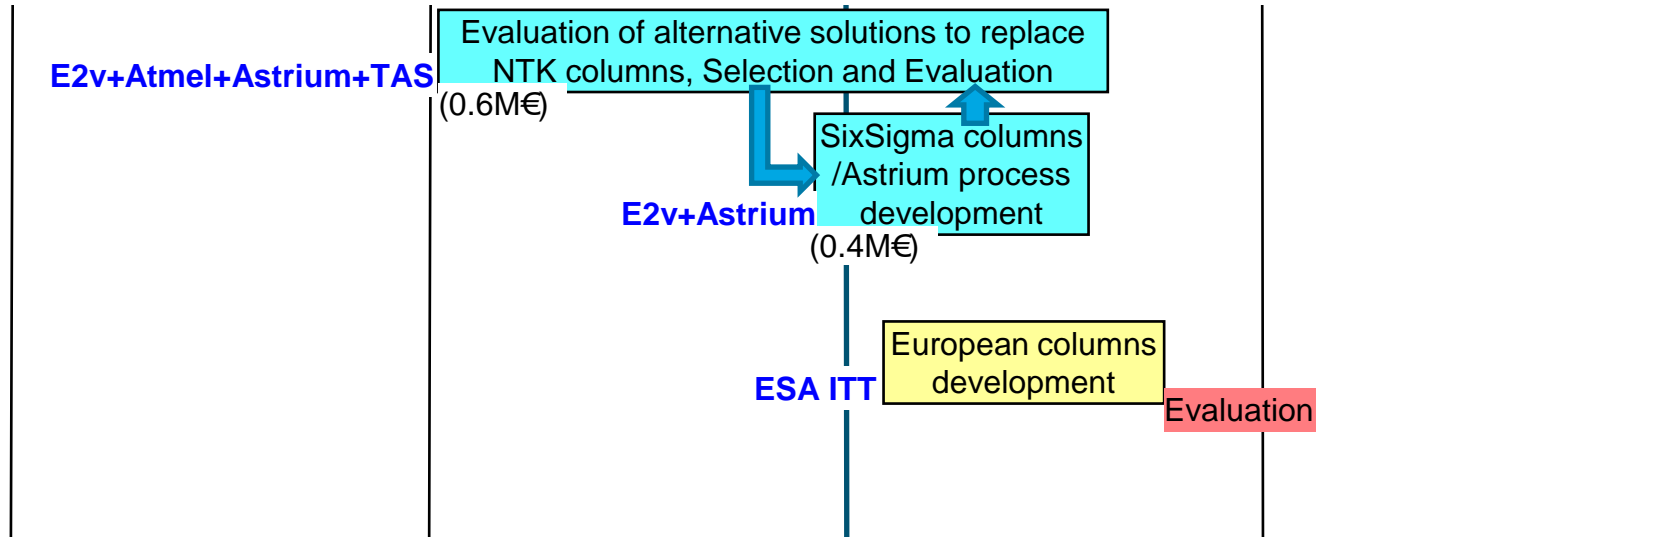 Evaluation of alternative solutions to replace
NTK columns, Selection and Evaluation
E2v+Atmel+Astrium+TAS
(0.6M€)
SixSigma columns
/Astrium process
development
E2v+Astrium
(0.4M€)
European columns
development
ESA ITT
Evaluation